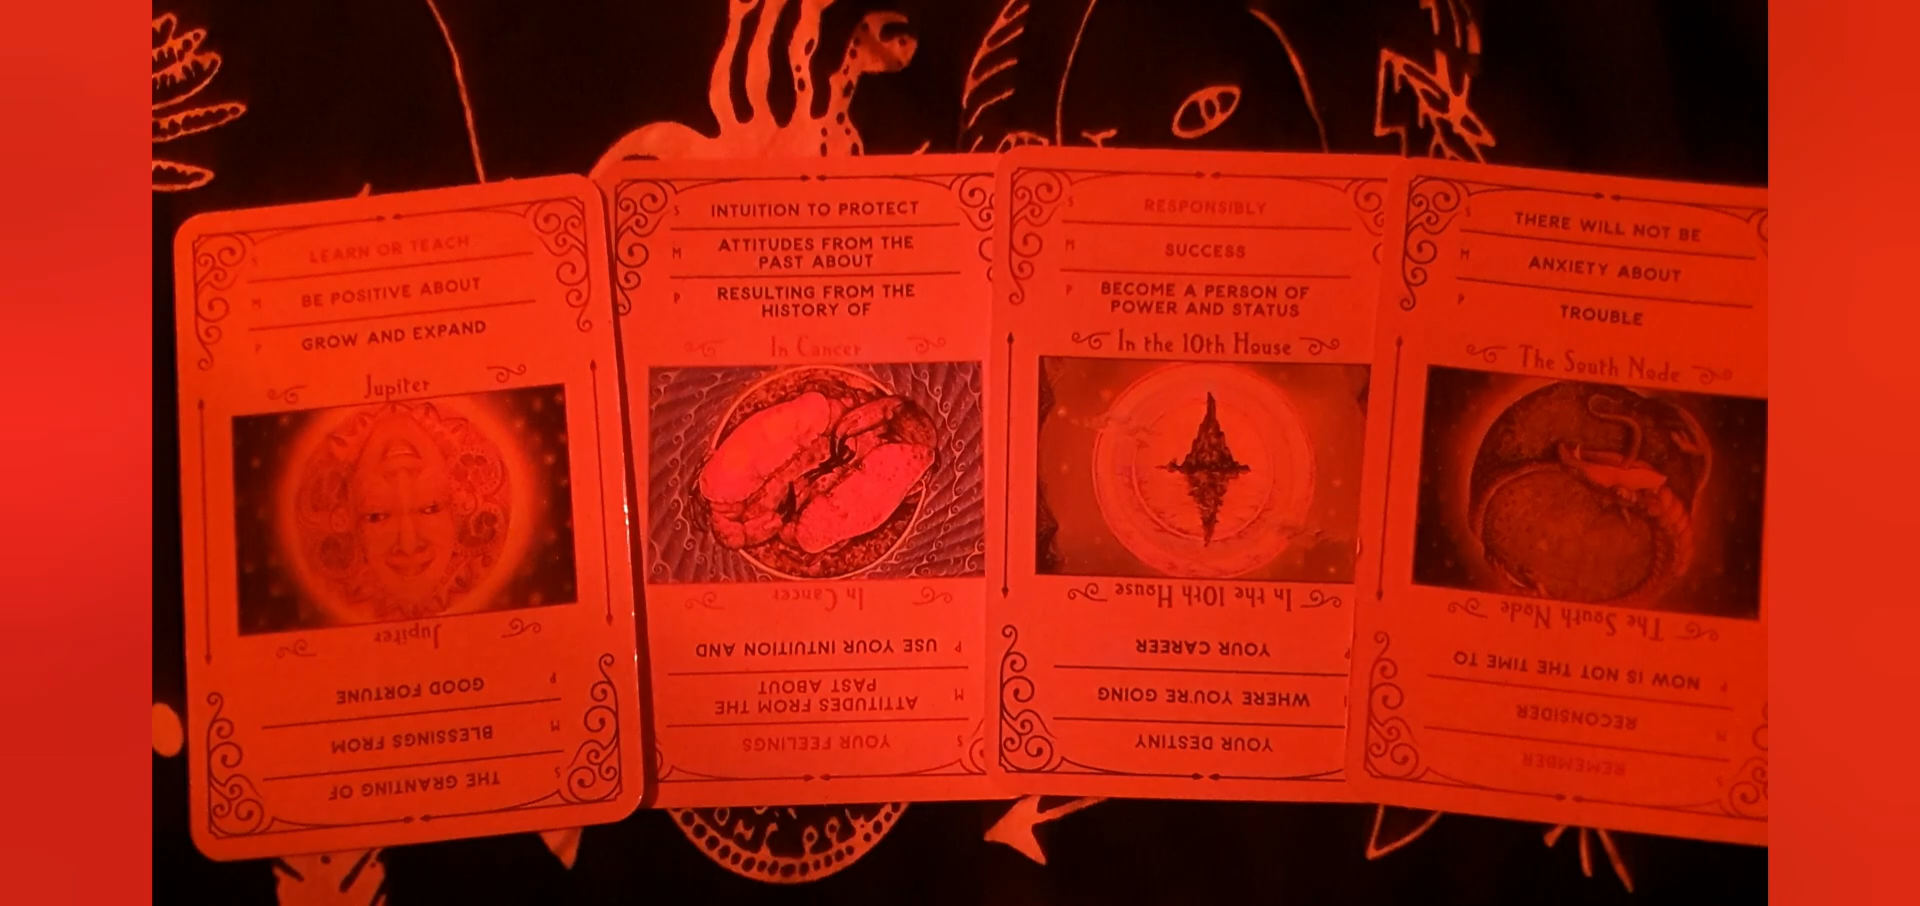 S LEARN OR TEACH
M BE POSITIVE ABOUT
P GROW AND EXPAND
Jupiter
Jupiter
P GOOD FORTUNE
M BLESSINGS FROM
S THE GRANTING OF
S INTUITION TO PROTECT
M ATTITUDES FROM THE
PAST ABOUT
P RESULTING FROM THE
HISTORY OF
In Cancer
In Cancer
P USE YOUR INTUITION AND
M ATTITUDES FROM THE
PAST ABOUT
S YOUR FEELINGS
S RESPONSIBLY
M SUCCESS
P BECOME A PERSON OF
POWER AND STATUS
In the 10th House
In the 10th House
P YOUR CAREER
WHERE YOU'RE GOING
YOUR DESTINY
S THERE WILL NOT BE
M ANXIETY ABOUT
P TROUBLE
The South Node
The South Node
P NOW IS NOT THE TIME TO
M RECONSIDER
S REMEMBER